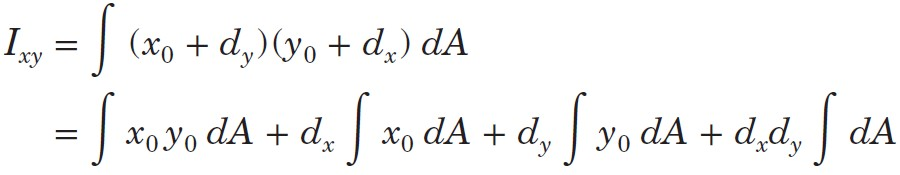 I_{xy} = ∫ (x_0 + d_y)(y_0 + d_x) dA
= ∫ x_0 y_0 dA + d_x ∫ x_0 dA + d_y ∫ y_0 dA + d_x d_y ∫ dA